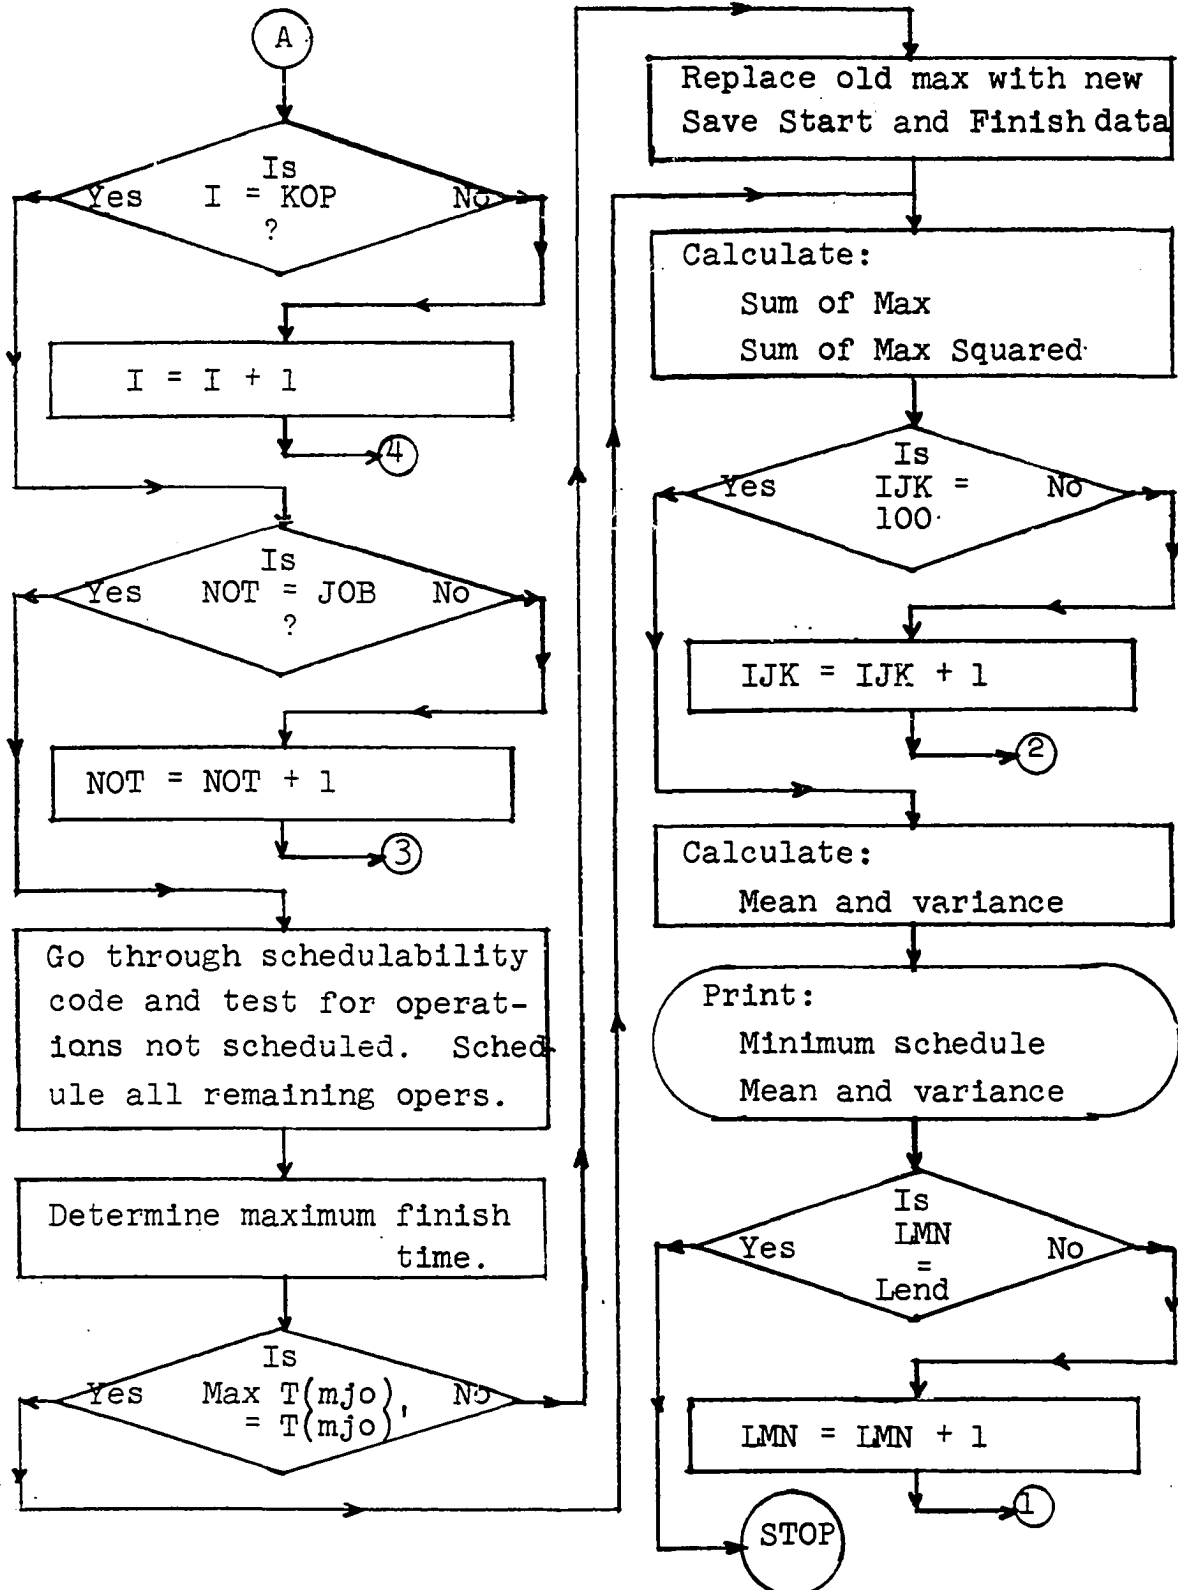 A
Is
Yes I = KOP No
?
I = I + 1
4
Is
Yes NOT = JOB No
?
NOT = NOT + 1
3
Go through schedulability
code and test for operat-
ions not scheduled. Sched-
ule all remaining opers.
Determine maximum finish
time.
Is
Yes Max T(mjo) No
= T(mjo)'
Replace old max with new
Save Start and Finish data
Calculate:
Sum of Max
Sum of Max Squared
Is
Yes IJK = No
100
IJK = IJK + 1
2
Calculate:
Mean and variance
Print:
Minimum schedule
Mean and variance
Is
LMN
Yes = No
Lend
LMN = LMN + 1
1
STOP